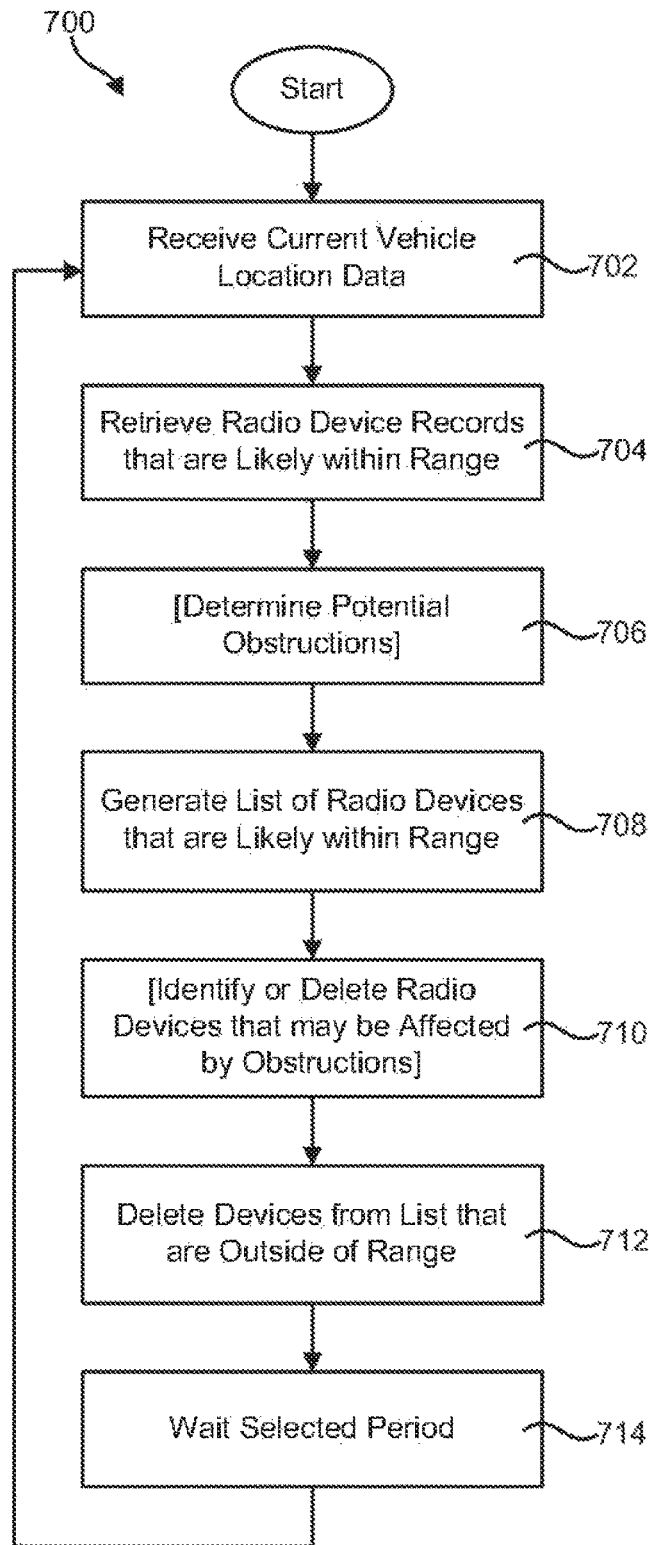 700
Start
Receive Current Vehicle
Location Data
702
Retrieve Radio Device Records
that are Likely within Range
704
[Determine Potential
Obstructions]
706
Generate List of Radio Devices
that are Likely within Range
708
[Identify or Delete Radio
Devices that may be Affected
by Obstructions]
710
Delete Devices from List that
are Outside of Range
712
Wait Selected Period
714